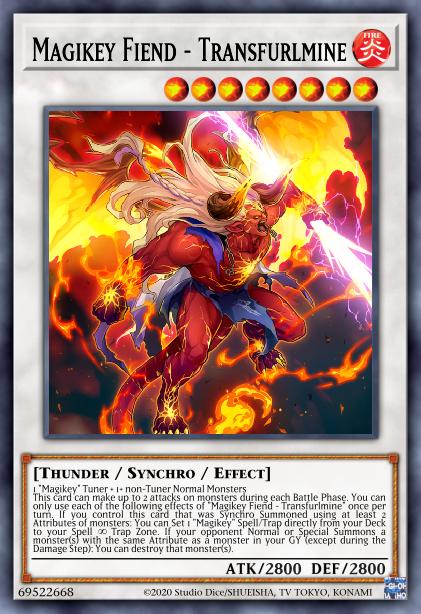 MAGIKEY FIEND - TRANSFURLMINE
FIRE
炎
[THUNDER / SYNCHRO / EFFECT]
1 "Magikey" Tuner + 1+ non-Tuner Normal Monsters
This card can make up to 2 attacks on monsters during each Battle Phase. You can
only use each of the following effects of "Magikey Fiend - Transfurlmine" once per
turn. If you control this card that was Synchro Summoned using at least 2
Attributes of monsters: You can Set 1 "Magikey" Spell/Trap directly from your Deck
to your Spell ∞ Trap Zone. If your opponent Normal or Special Summons a
monster(s) with the same Attribute as a monster in your GY (except during the
Damage Step): You can destroy that monster(s).
ATK/2800 DEF/2800
69522668
©2020 Studio Dice/SHUEISHA, TV TOKYO, KONAMI